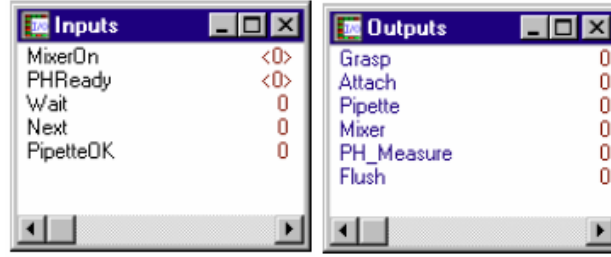 Inputs
MixerOn <0>
PHReady <0>
Wait 0
Next 0
PipetteOK 0
Outputs
Grasp 0
Attach 0
Pipette 0
Mixer 0
PH_Measure 0
Flush 0